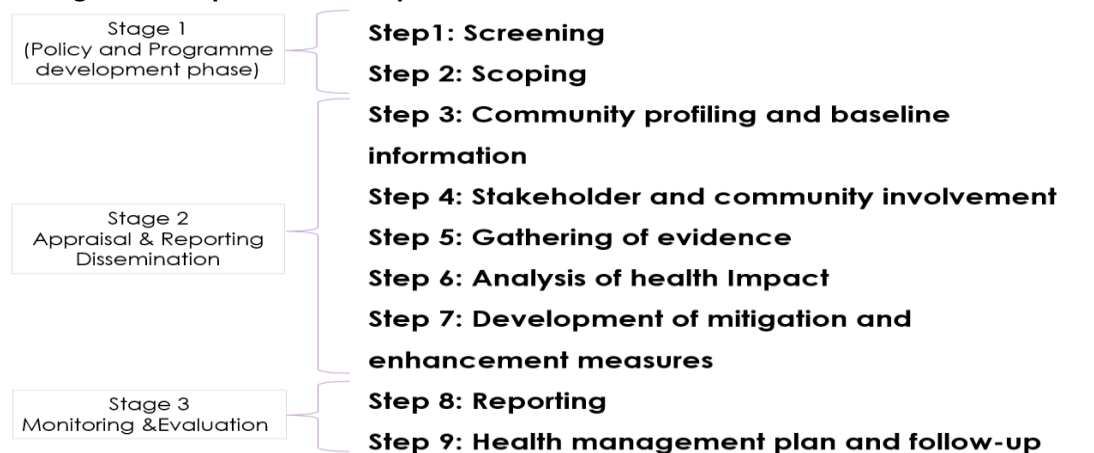 Stage 1
(Policy and Programme
development phase)
Step1: Screening
Step 2: Scoping
Stage 2
Appraisal & Reporting
Dissemination
Step 3: Community profiling and baseline
information
Step 4: Stakeholder and community involvement
Step 5: Gathering of evidence
Step 6: Analysis of health Impact
Step 7: Development of mitigation and
enhancement measures
Stage 3
Monitoring &Evaluation
Step 8: Reporting
Step 9: Health management plan and follow-up